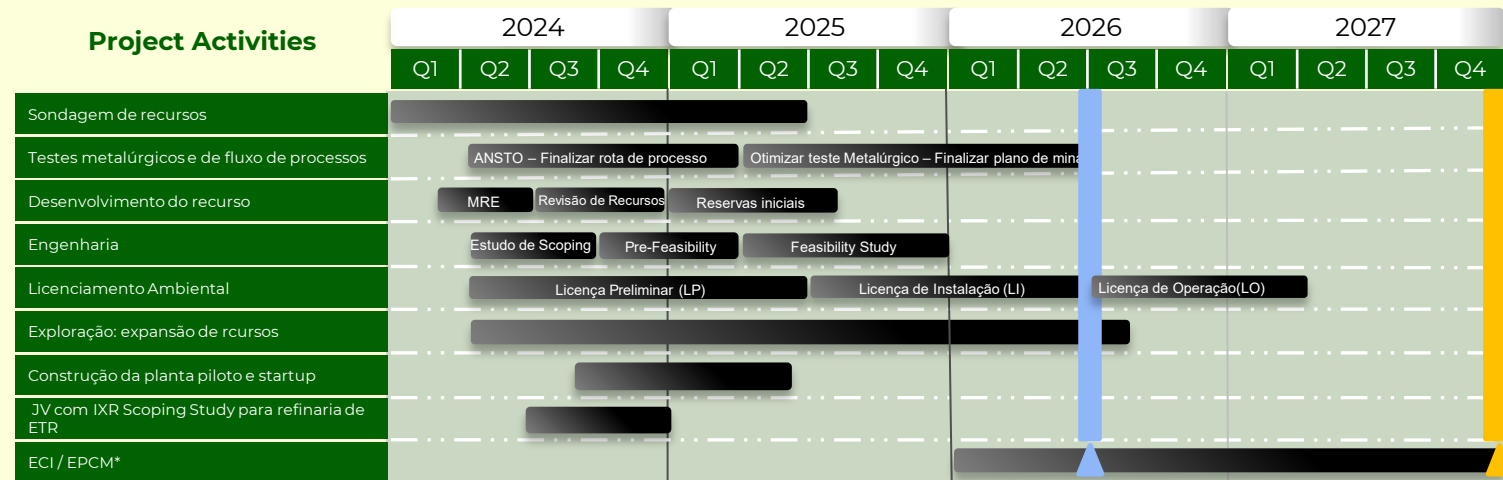 Project Activities
2024 2025 2026 2027
Q1 Q2 Q3 Q4 Q1 Q2 Q3 Q4 Q1 Q2 Q3 Q4 Q1 Q2 Q3 Q4
Sondagem de recursos
Testes metalúrgicos e de fluxo de processos
ANSTO – Finalizar rota de processo
Otimizar teste Metalúrgico – Finalizar plano de mina
Desenvolvimento do recurso
MRE
Revisão de Recursos
Reservas iniciais
Engenharia
Estudo de Scoping
Pre-Feasibility
Feasibility Study
Licenciamento Ambiental
Licença Preliminar (LP)
Licença de Instalação (LI)
Licença de Operação(LO)
Exploração: expansão de rcursos
Construção da planta piloto e startup
JV com IXR Scoping Study para refinaria de
ETR
ECI / EPCM*